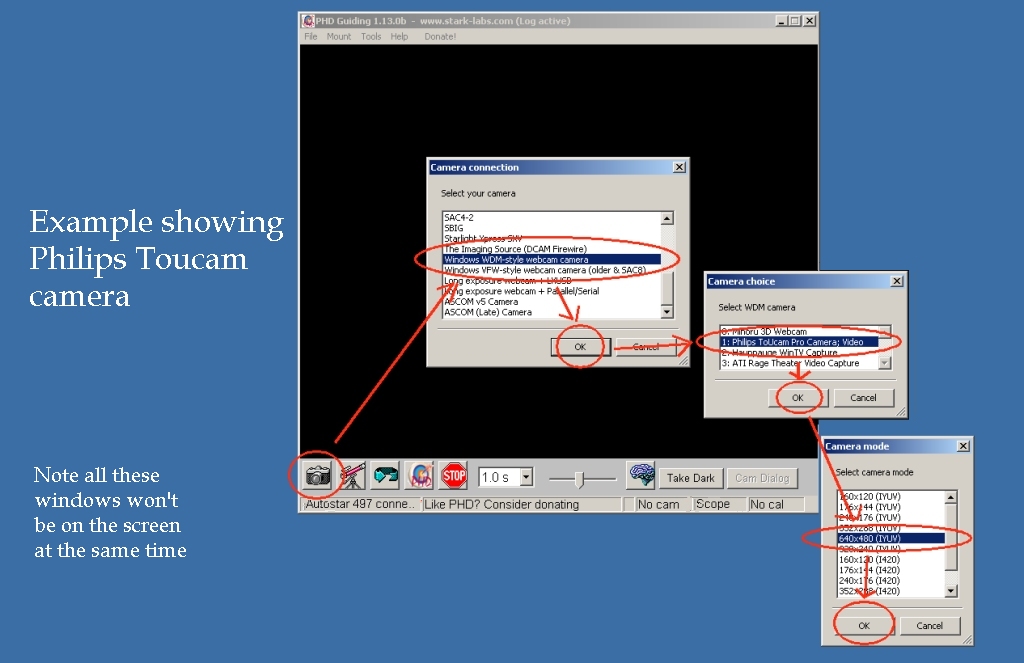 PHD Guiding 1.13.0b - www.stark-labs.com (Log active)
File Mount Tools Help Donate!
Example showing
Philips Toucam
camera
Camera connection
Select your camera
SAC4-2
SBIG
Starlight Xpress SXV
The Imaging Source (DCAM Firewire)
Windows WDM-style webcam camera
Windows VFW-style webcam camera (older & SAC8)
Long exposure webcam + LXUSB
Long exposure webcam + Parallel/Serial
ASCOM v5 Camera
ASCOM (Late) Camera
OK Cancel
Camera choice
Select WDM camera
0: Minoru 3D Webcam
1: Philips ToUcam Pro Camera; Video
2: Hauppauge WinTV Capture
3: ATI Rage Theater Video Capture
OK Cancel
Camera mode
Select camera mode
160x120 (IYUV)
176x144 (IYUV)
240x176 (IYUV)
352x288 (IYUV)
640x480 (IYUV)
320x240 (IYUV)
160x120 (I420)
176x144 (I420)
240x176 (I420)
352x288 (I420)
OK Cancel
Note all these
windows won't
be on the screen
at the same time
STOP 1.0 s Take Dark Cam Dialog
Autostar 497 conne.. Like PHD? Consider donating No cam Scope No cal